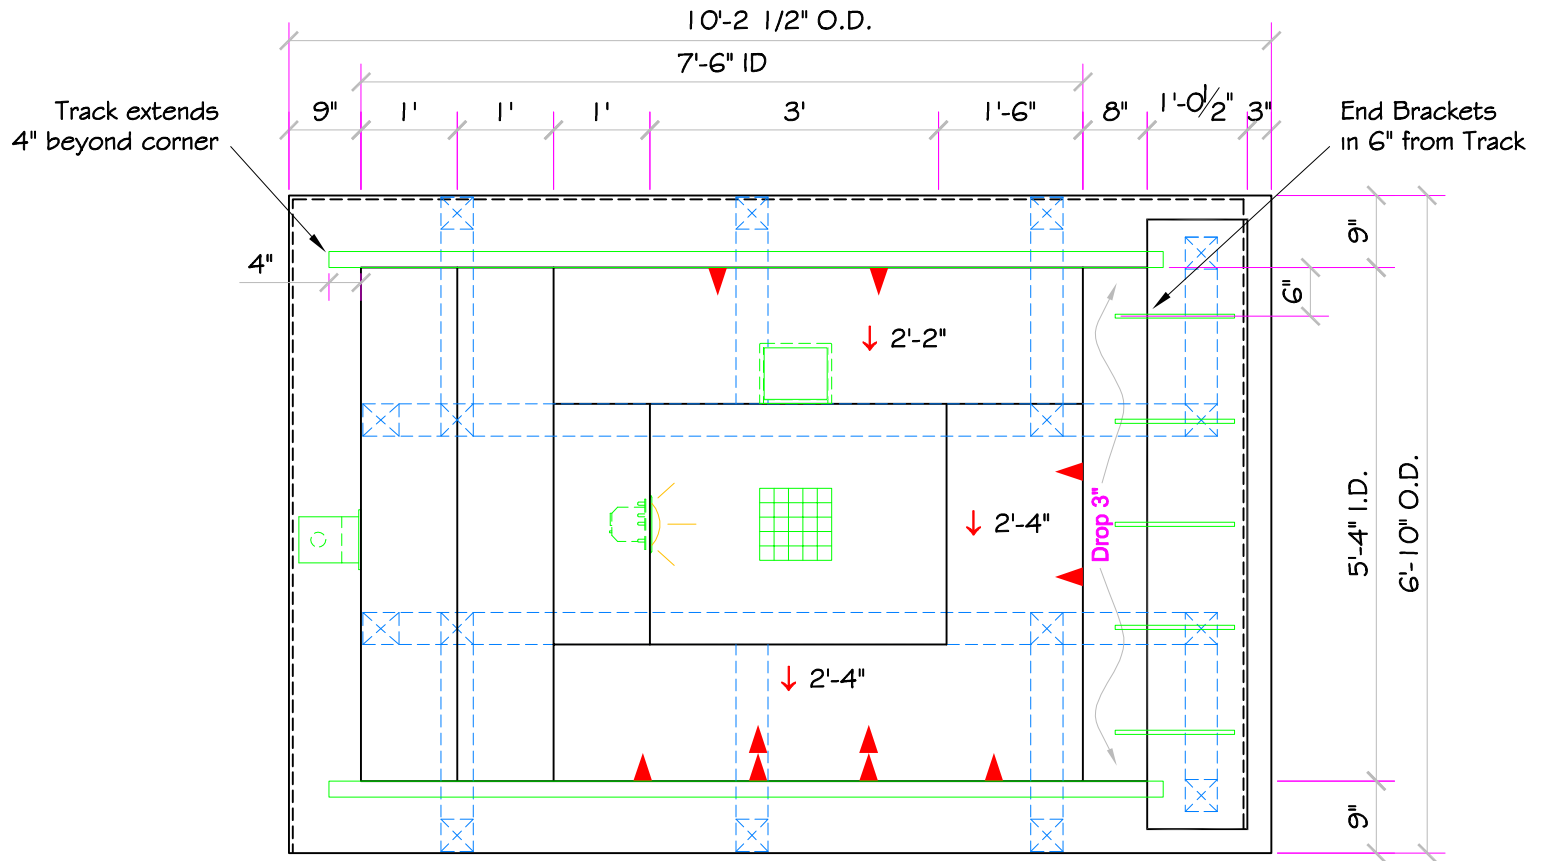 10'-2 1/2" O.D.
7'-6" ID
9" 1' 1' 1' 3' 1'-6" 8" 1'-0 1/2" 3"
Track extends
4" beyond corner
End Brackets
in 6" from Track
9"
4"
6"
2'-2"
2'-4"
Drop 3"
5'-4" I.D.
6'-10" O.D.
2'-4"
9"